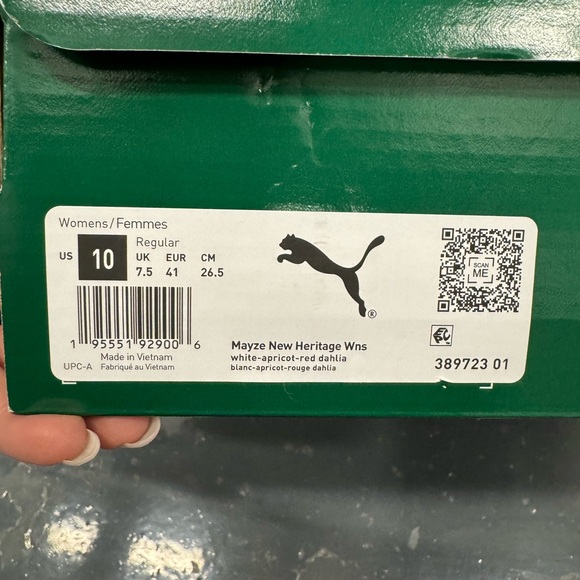 Womens/Femmes
Regular
US 10 UK EUR CM
7.5 41 26.5
SCAN
ME
®
1 95551 92900 6
UPC-A
Made in Vietnam
Fabriqué au Vietnam
Mayze New Heritage Wns
white-apricot-red dahlia
blanc-apricot-rouge dahlia
389723 01